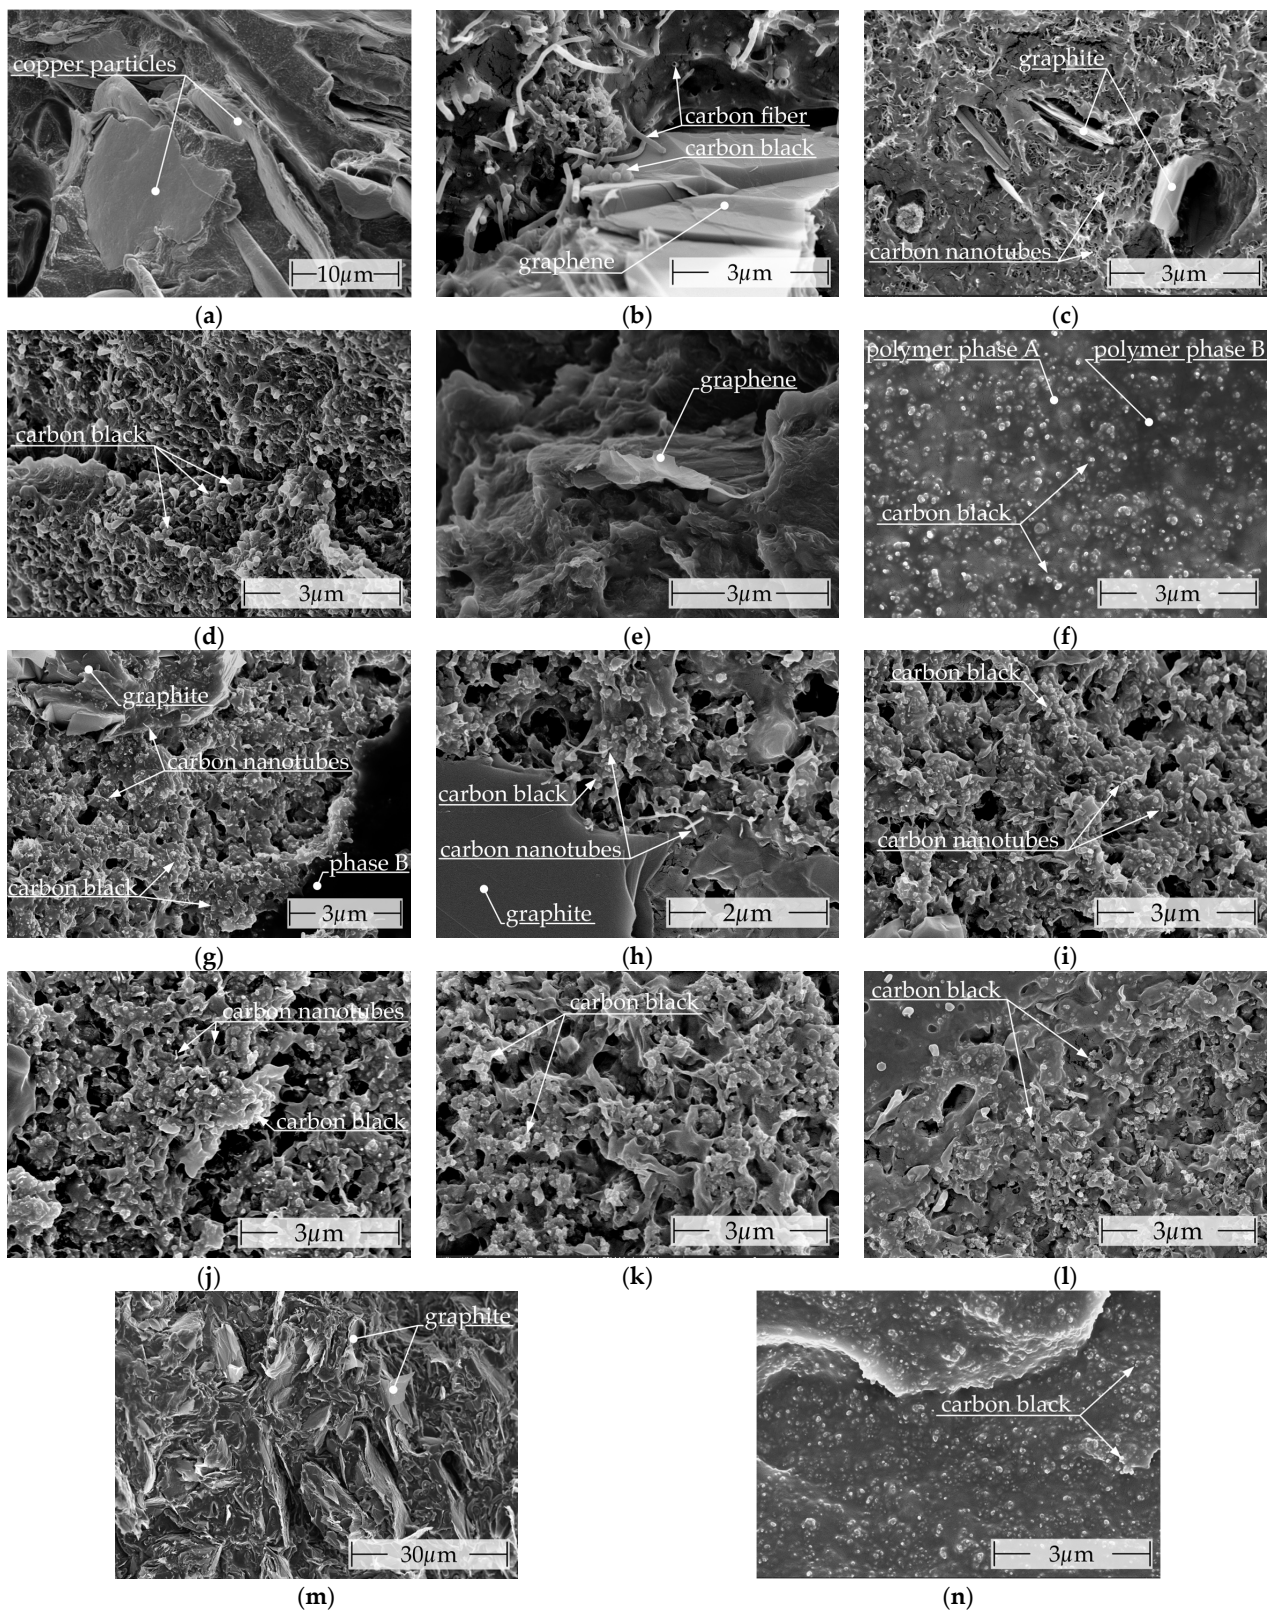 copper particles
10µm
(a)
carbon fiber
carbon black
graphene
3µm
(b)
graphite
carbon nanotubes
3µm
(c)
carbon black
3µm
(d)
graphene
3µm
(e)
polymer phase A
polymer phase B
carbon black
3µm
(f)
graphite
carbon nanotubes
phase B
carbon black
3µm
(g)
carbon black
carbon nanotubes
graphite
2µm
(h)
carbon black
carbon nanotubes
3µm
(i)
carbon nanotubes
carbon black
3µm
(j)
carbon black
3µm
(k)
carbon black
3µm
(l)
graphite
30µm
(m)
carbon black
3µm
(n)